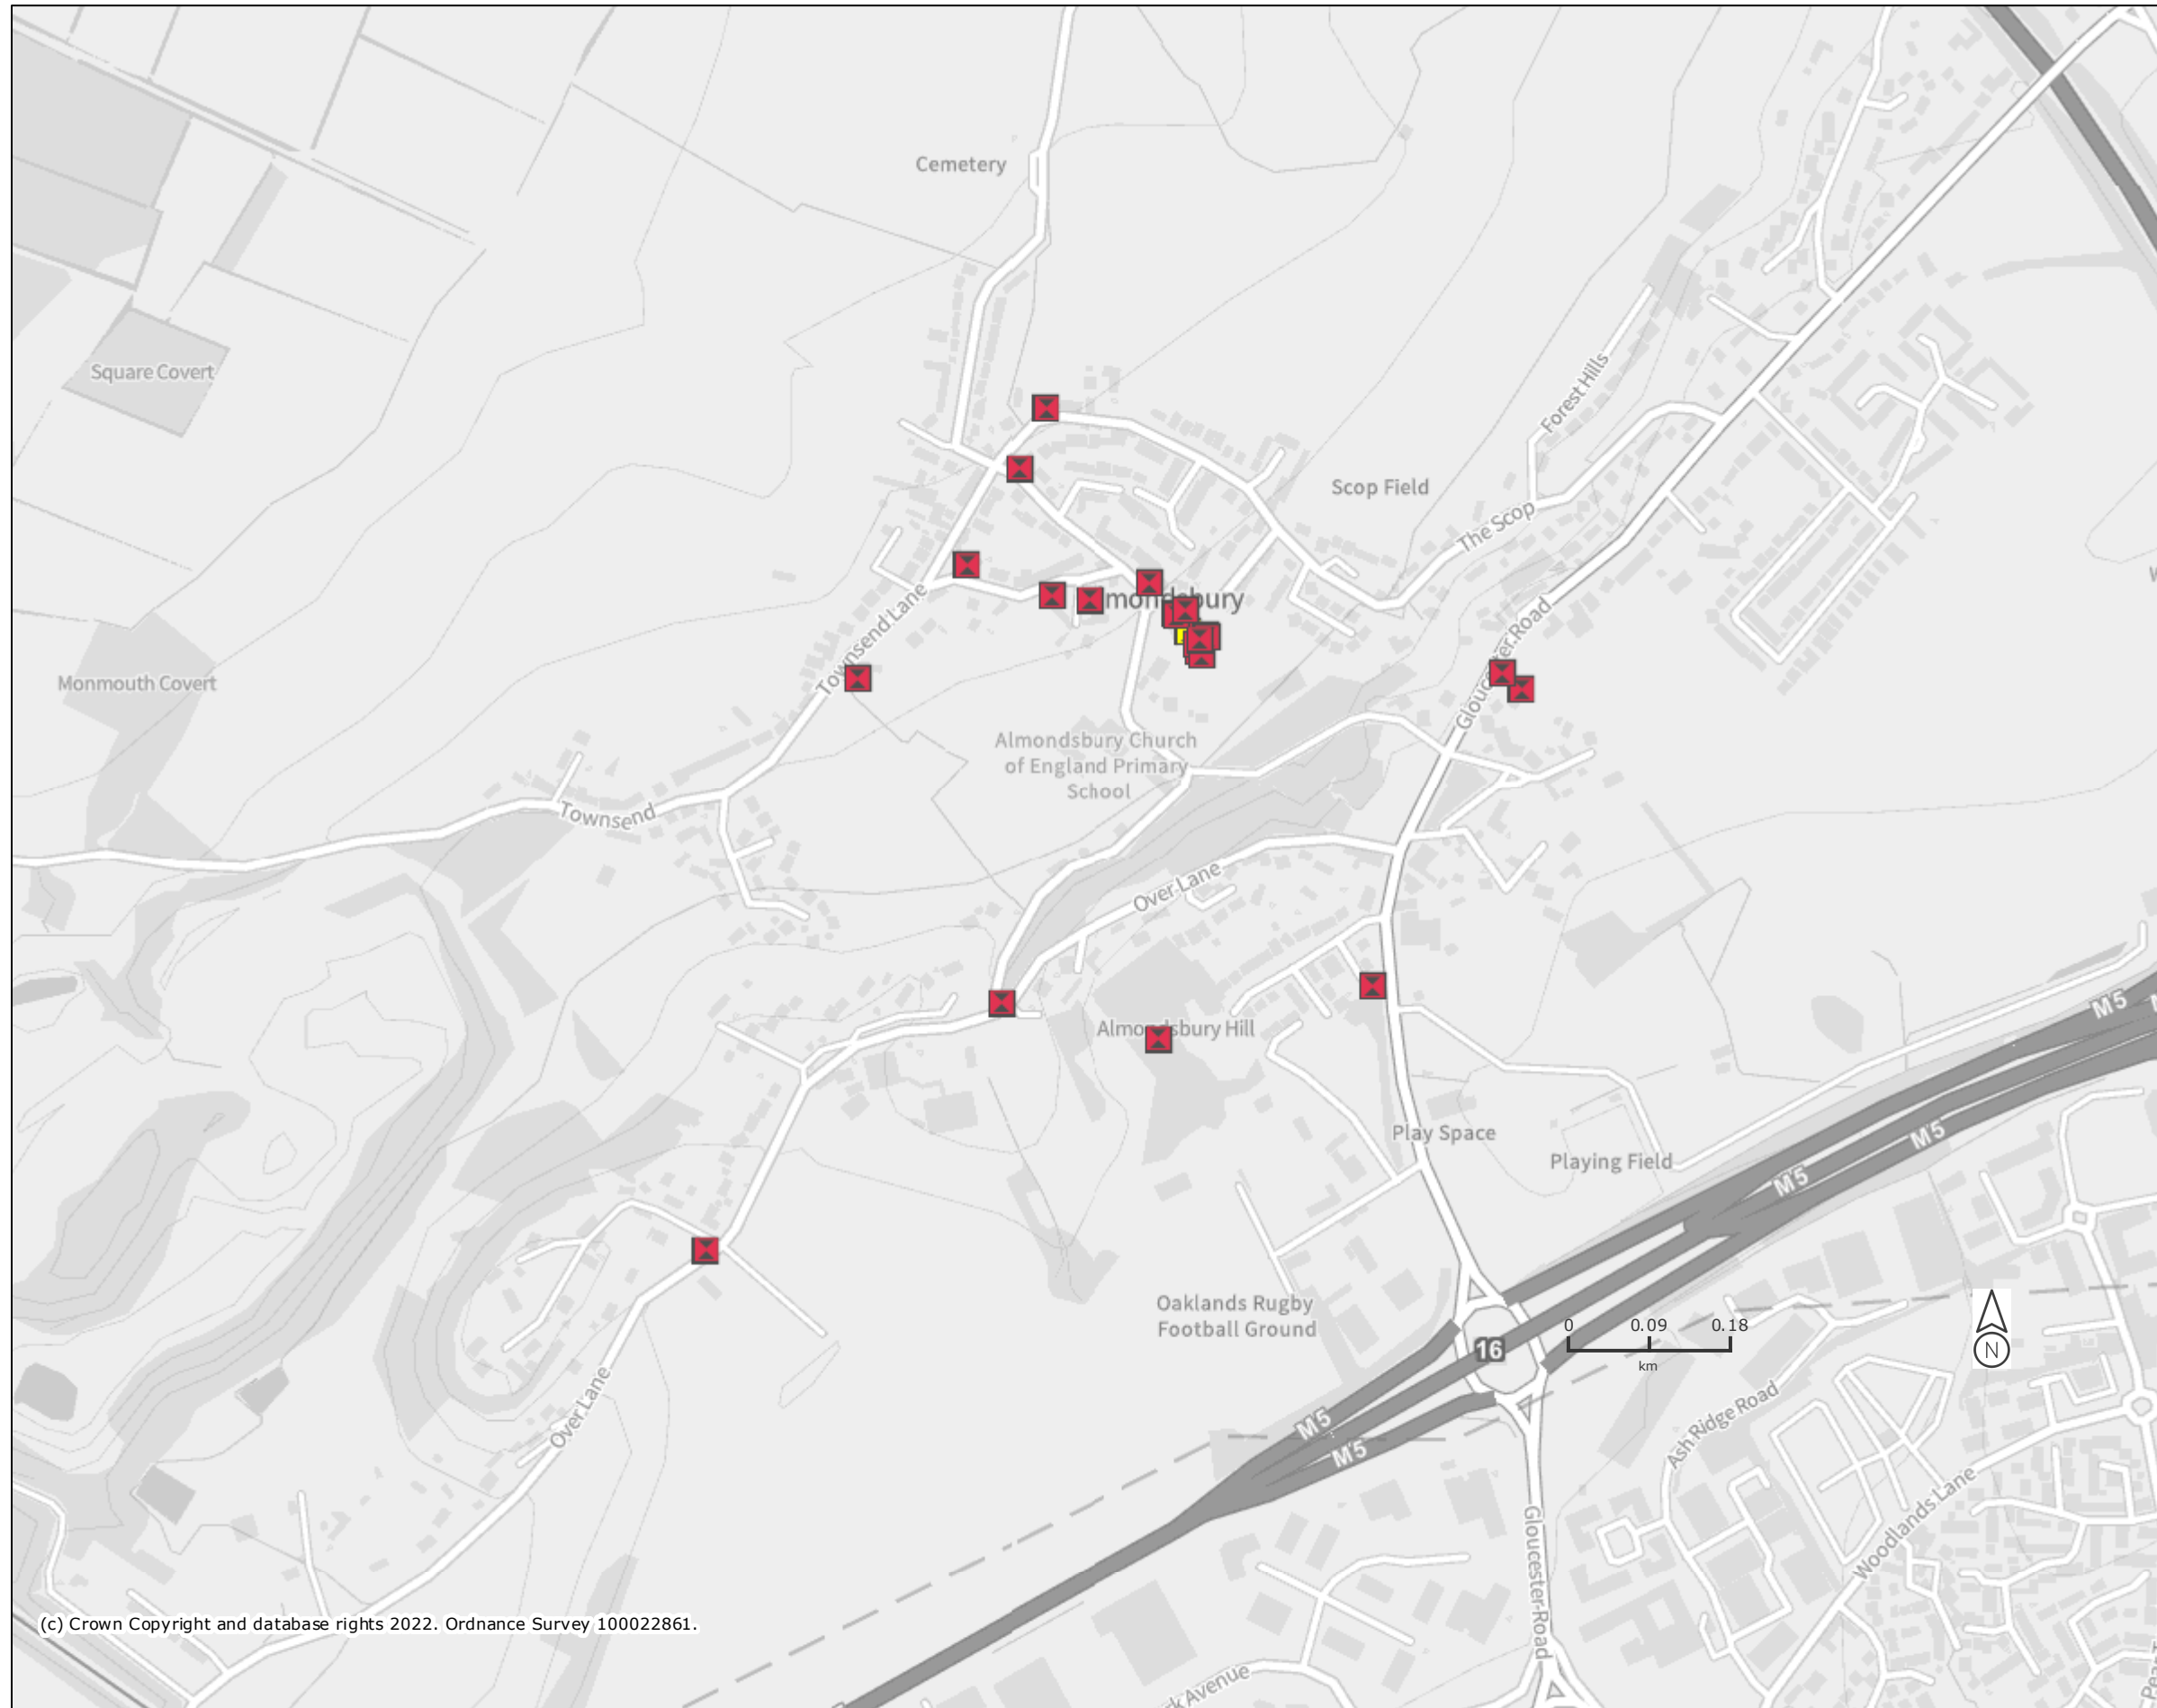 Cemetery
Square Covert
Forest Hills
Scop Field
The Scop
mondsbury
Townsend Lane
Gloucester Road
Monmouth Covert
Almondsbury Church
of England Primary
School
Townsend
Over Lane
M5
Almondsbury Hill
Play Space
M5
Playing Field
M5
Oaklands Rugby
Football Ground
0 0.09 0.18
km
16
N
Over Lane
M5
M5
Ash Ridge Road
Woodlands Lane
Gloucester Road
(c) Crown Copyright and database rights 2022. Ordnance Survey 100022861.
Avenue